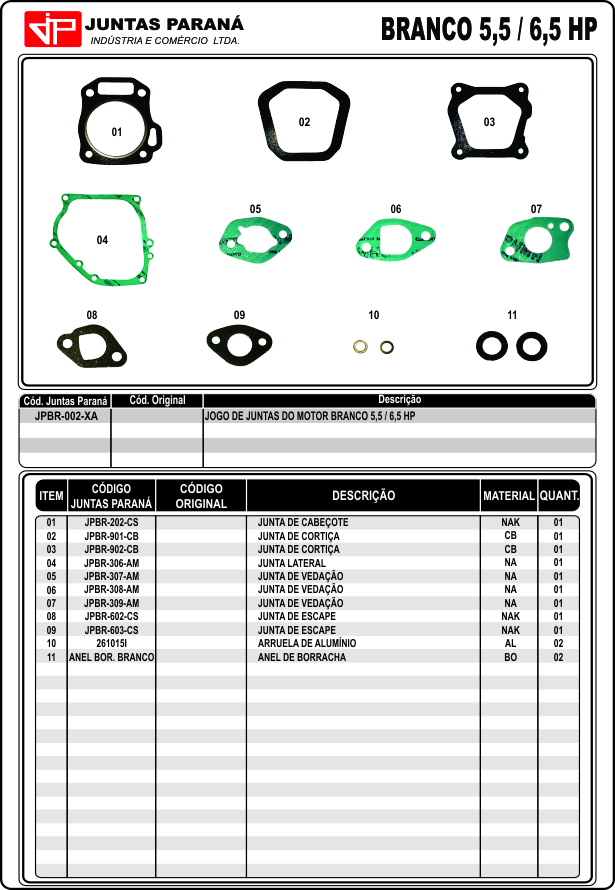 JP JUNTAS PARANÁ
INDÚSTRIA E COMÉRCIO LTDA.
BRANCO 5,5 / 6,5 HP
01
02
03
04
05
06
07
08
09
10
11
Cód. Juntas Paraná Cód. Original Descrição
JPBR-002-XA JOGO DE JUNTAS DO MOTOR BRANCO 5,5 / 6,5 HP
ITEM CÓDIGO JUNTAS PARANÁ CÓDIGO ORIGINAL DESCRIÇÃO MATERIAL QUANT.
01 JPBR-202-CS JUNTA DE CABEÇOTE NAK 01
02 JPBR-901-CB JUNTA DE CORTIÇA CB 01
03 JPBR-902-CB JUNTA DE CORTIÇA CB 01
04 JPBR-306-AM JUNTA LATERAL NA 01
05 JPBR-307-AM JUNTA DE VEDAÇÃO NA 01
06 JPBR-308-AM JUNTA DE VEDAÇÃO NA 01
07 JPBR-309-AM JUNTA DE VEDAÇÃO NA 01
08 JPBR-602-CS JUNTA DE ESCAPE NAK 01
09 JPBR-603-CS JUNTA DE ESCAPE NAK 01
10 261015I ARRUELA DE ALUMÍNIO AL 02
11 ANEL BOR. BRANCO ANEL DE BORRACHA BO 02